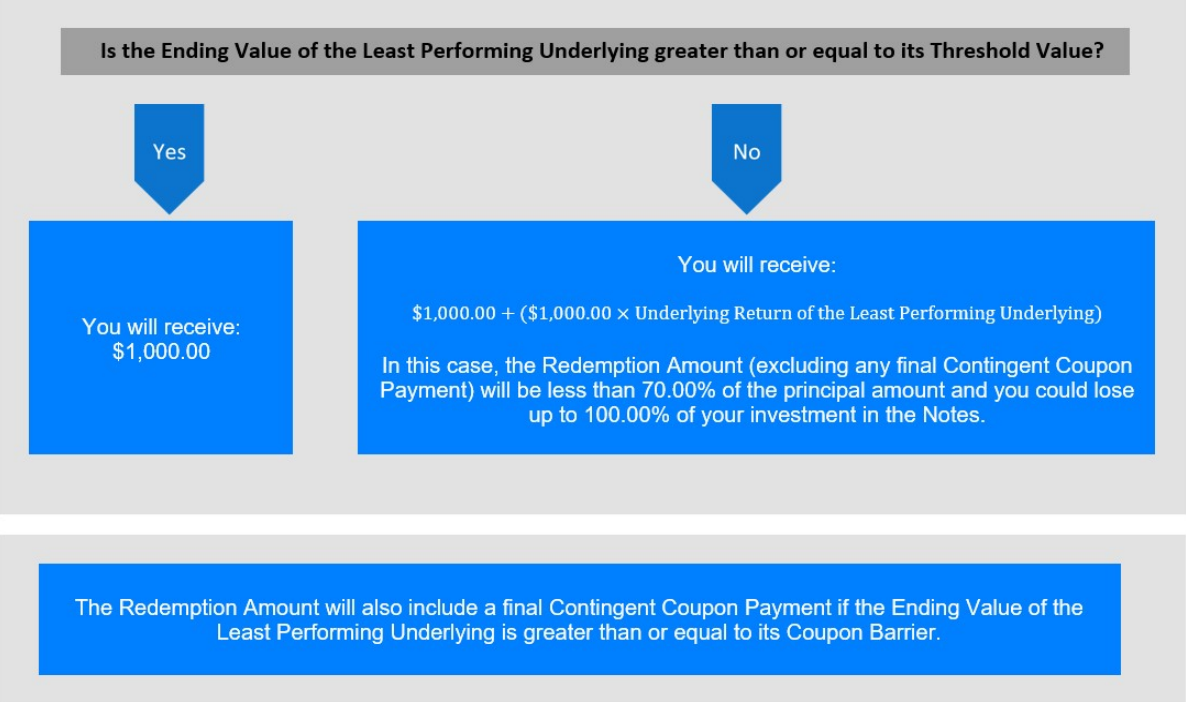 Is the Ending Value of the Least Performing Underlying greater than or equal to its Threshold Value?
Yes
No
You will receive:
$1,000.00
You will receive:
$1,000.00 + ($1,000.00 × Underlying Return of the Least Performing Underlying)
In this case, the Redemption Amount (excluding any final Contingent Coupon
Payment) will be less than 70.00% of the principal amount and you could lose
up to 100.00% of your investment in the Notes.
The Redemption Amount will also include a final Contingent Coupon Payment if the Ending Value of the
Least Performing Underlying is greater than or equal to its Coupon Barrier.